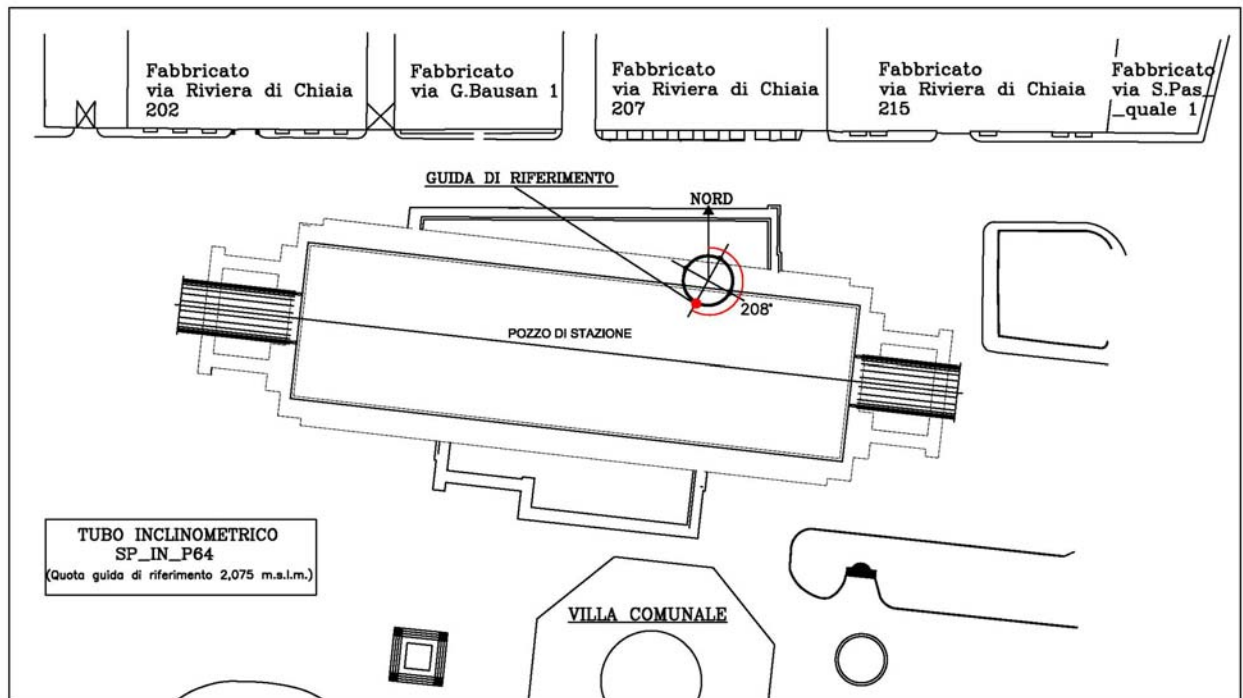 Fabbricato
via Riviera di Chiaia
202
Fabbricato
via G.Bausan 1
Fabbricato
via Riviera di Chiaia
207
Fabbricato
via Riviera di Chiaia
215
Fabbricato
via S.Pas_
_quale 1
GUIDA DI RIFERIMENTO
NORD
208°
POZZO DI STAZIONE
TUBO INCLINOMETRICO
SP_IN_P64
(Quota guida di riferimento 2,075 m.s.l.m.)
VILLA COMUNALE